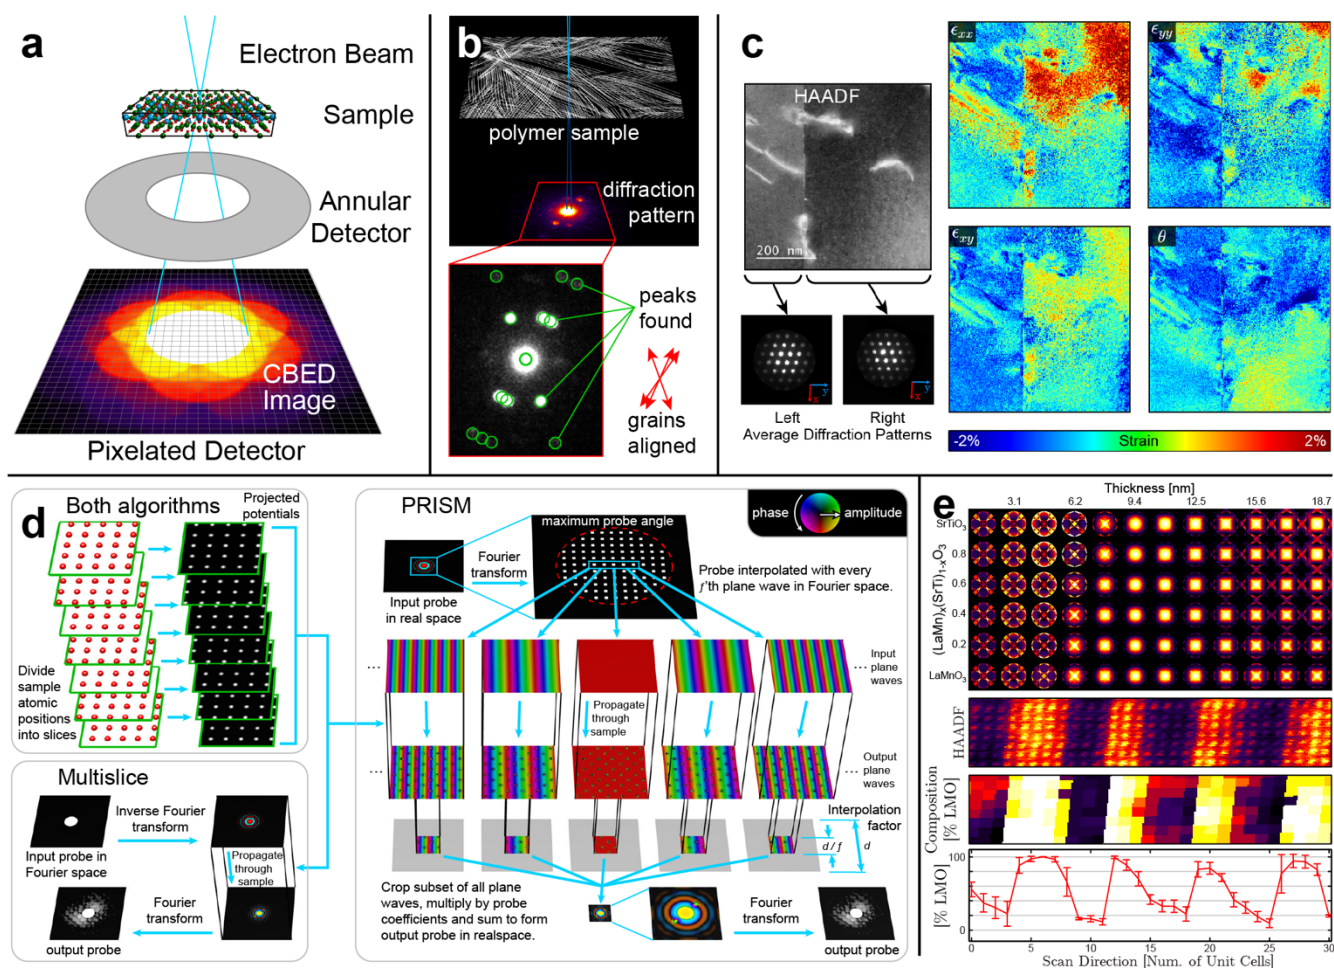 a
Electron Beam
Sample
Annular
Detector
CBED
Image
Pixelated Detector
b
polymer sample
diffraction
pattern
peaks
found
grains
aligned
c
HAADF
200 nm
Left
Right
Average Diffraction Patterns
x
y
x
y
ϵxx
ϵyy
ϵxy
θ
-2%
Strain
2%
d
Both algorithms
Projected
potentials
Divide
sample
atomic
positions
into slices
Multislice
Inverse Fourier
transform
Input probe in
Fourier space
Propagate
through
sample
Fourier
transform
output probe
PRISM
phase
amplitude
maximum probe angle
Fourier
transform
Input probe
in real space
Probe interpolated with every
f'th plane wave in Fourier space.
...
...
Input
plane
waves
Propagate
through
sample
...
...
Output
plane
waves
Interpolation
factor
d/f
d
Crop subset of all plane
waves, multiply by probe
coefficients and sum to form
output probe in realspace.
Fourier
transform
output probe
e
Thickness [nm]
3.1
6.2
9.4
12.5
15.6
18.7
SrTiO3
0.8
0.6
0.4
0.2
LaMnO3
(LaMn)X(SrTi)1-XO3
HAADF
Composition
[% LMO]
[% LMO]
100
0
0
5
10
15
20
25
30
Scan Direction [Num. of Unit Cells]